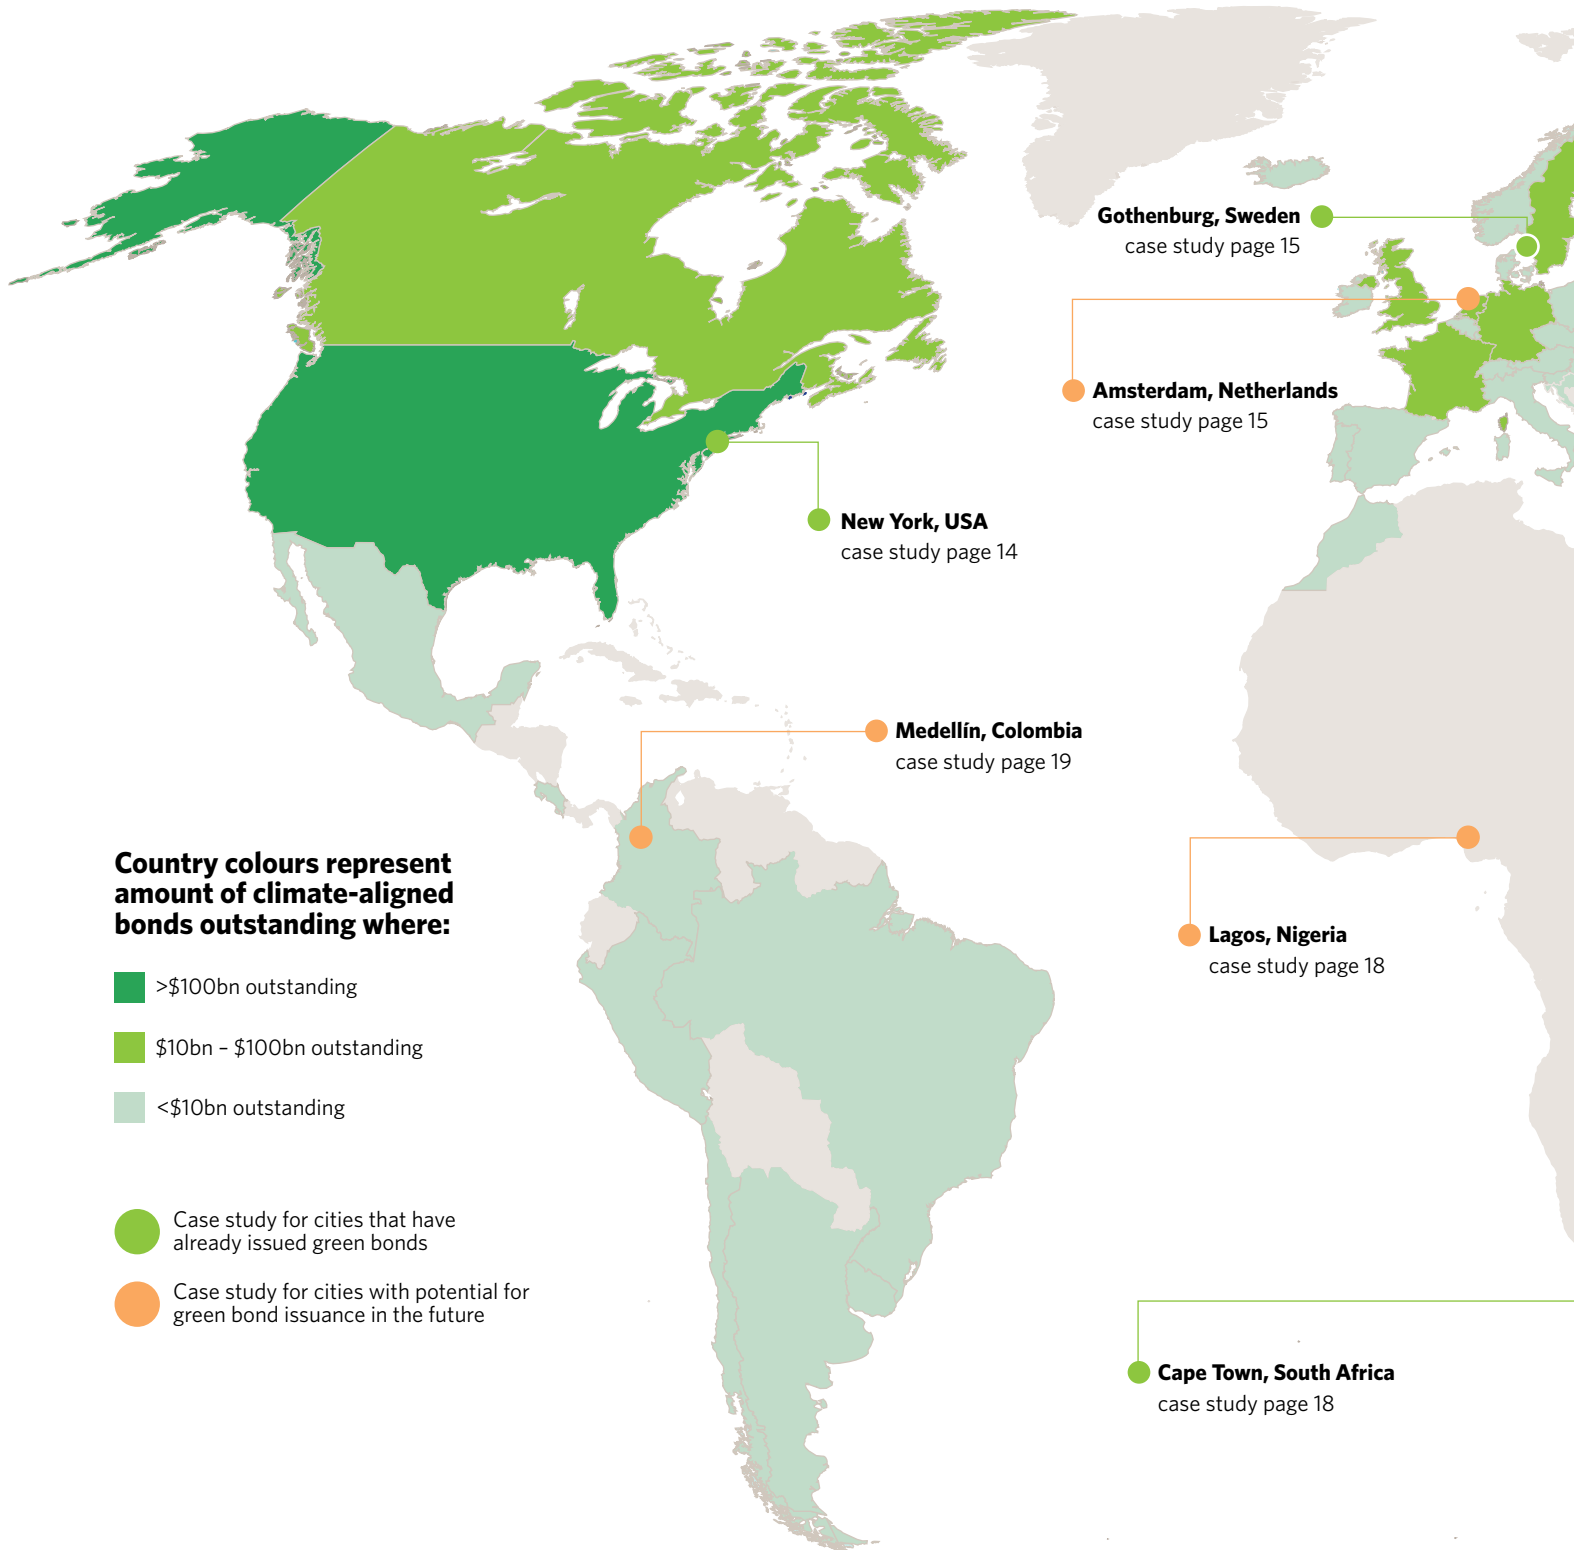 Gothenburg, Sweden
case study page 15
Amsterdam, Netherlands
case study page 15
New York, USA
case study page 14
Medellín, Colombia
case study page 19
Lagos, Nigeria
case study page 18
Cape Town, South Africa
case study page 18
Country colours represent
amount of climate-aligned
bonds outstanding where:
>$100bn outstanding
$10bn – $100bn outstanding
<$10bn outstanding
Case study for cities that have
already issued green bonds
Case study for cities with potential for
green bond issuance in the future